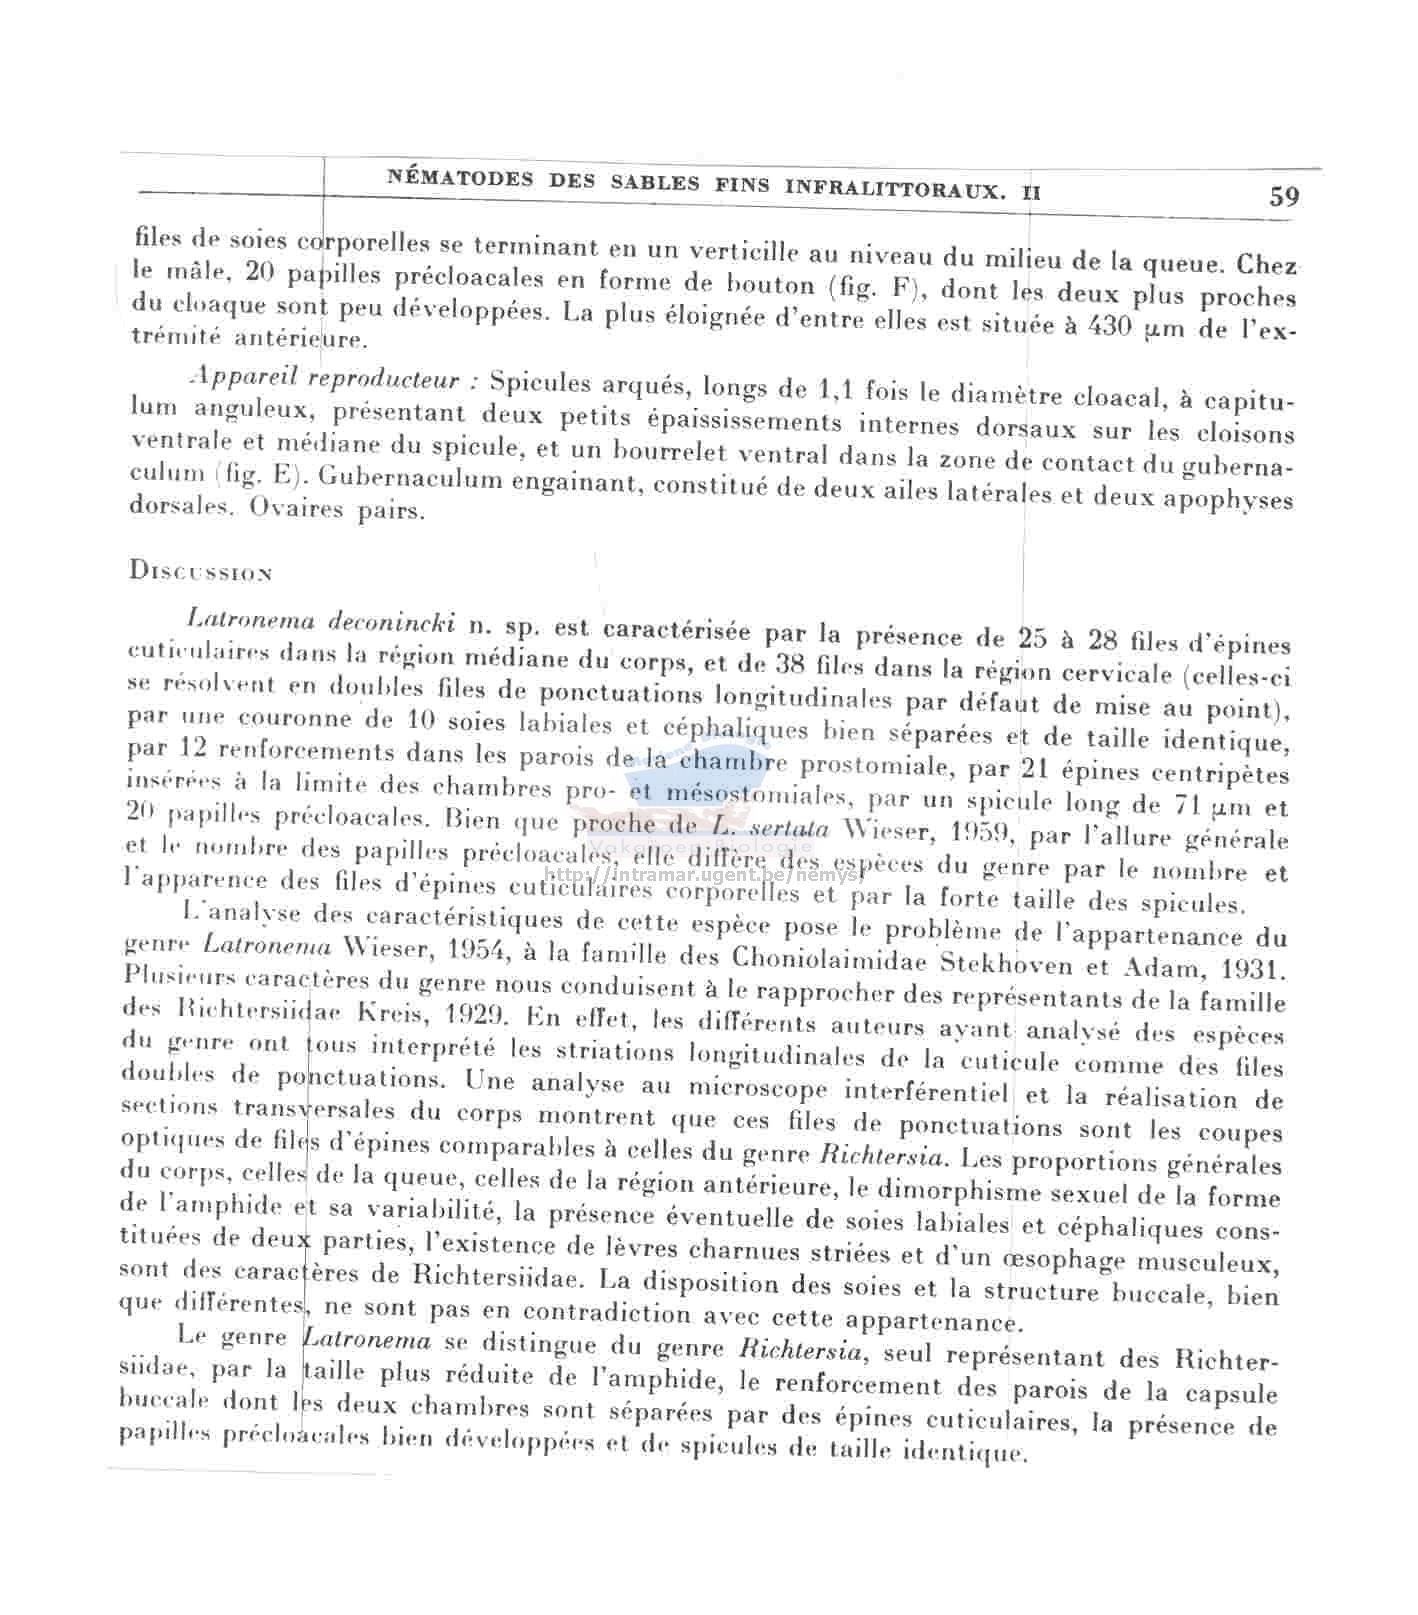 NÉMATODES DES SABLES FINS INFRALITTORAUX. II 59
files de soies corporelles se terminant en un verticille au niveau du milieu de la queue. Chez
le mâle, 20 papilles précloacales en forme de bouton (fig. F), dont les deux plus proches
du cloaque sont peu développées. La plus éloignée d'entre elles est située à 430 µm de l'ex-
trémité antérieure.
Appareil reproducteur : Spicules arqués, longs de 1,1 fois le diamètre cloacal, à capitu-
lum anguleux, présentant deux petits épaississements internes dorsaux sur les cloisons
ventrale et médiane du spicule, et un bourrelet ventral dans la zone de contact du guberna-
culum (fig. E). Gubernaculum engainant, constitué de deux ailes latérales et deux apophyses
dorsales. Ovaires pairs.
DISCUSSION
Latronema deconincki n. sp. est caractérisée par la présence de 25 à 28 files d'épines
cuticulaires dans la région médiane du corps, et de 38 files dans la région cervicale (celles-ci
se résolvent en doubles files de ponctuations longitudinales par défaut de mise au point),
par une couronne de 10 soies labiales et céphaliques bien séparées et de taille identique,
par 12 renforcements dans les parois de la chambre prostomiale, par 21 épines centripètes
insérées à la limite des chambres pro- et mésostomiales, par un spicule long de 71 µm et
20 papilles précloacales. Bien que proche de L. sertata Wieser, 1959, par l'allure générale
et le nombre des papilles précloacales, elle diffère des espèces du genre par le nombre et
l'apparence des files d'épines cuticulaires corporelles et par la forte taille des spicules.
L'analyse des caractéristiques de cette espèce pose le problème de l'appartenance du
genre Latronema Wieser, 1954, à la famille des Choniolaimidae Stekhoven et Adam, 1931.
Plusieurs caractères du genre nous conduisent à le rapprocher des représentants de la famille
des Richtersiidae Kreis, 1929. En effet, les différents auteurs ayant analysé des espèces
du genre ont tous interprété les striations longitudinales de la cuticule comme des files
doubles de ponctuations. Une analyse au microscope interférentiel et la réalisation de
sections transversales du corps montrent que ces files de ponctuations sont les coupes
optiques de files d'épines comparables à celles du genre Richtersia. Les proportions générales
du corps, celles de la queue, celles de la région antérieure, le dimorphisme sexuel de la forme
de l'amphide et sa variabilité, la présence éventuelle de soies labiales et céphaliques cons-
tituées de deux parties, l'existence de lèvres charnues striées et d'un œsophage musculeux,
sont des caractères de Richtersiidae. La disposition des soies et la structure buccale, bien
que différentes, ne sont pas en contradiction avec cette appartenance.
Le genre Latronema se distingue du genre Richtersia, seul représentant des Richter-
siidae, par la taille plus réduite de l'amphide, le renforcement des parois de la capsule
buccale dont les deux chambres sont séparées par des épines cuticulaires, la présence de
papilles précloacales bien développées et de spicules de taille identique.
Vakgroep Biologie
http://intramar.ugent.be/nemys/